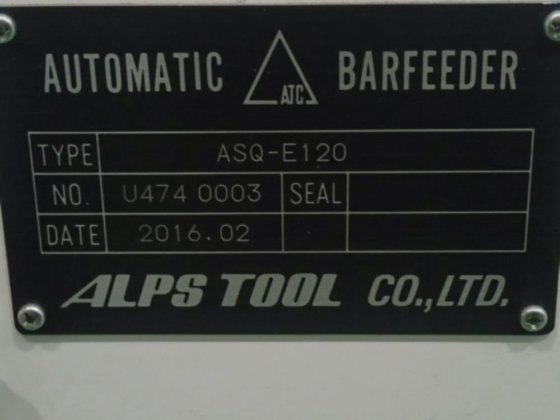 AUTOMATIC ATC BARFEEDER
TYPE ASQ-E120
NO. U474 0003 SEAL
DATE 2016.02
ALPS TOOL CO.,LTD.